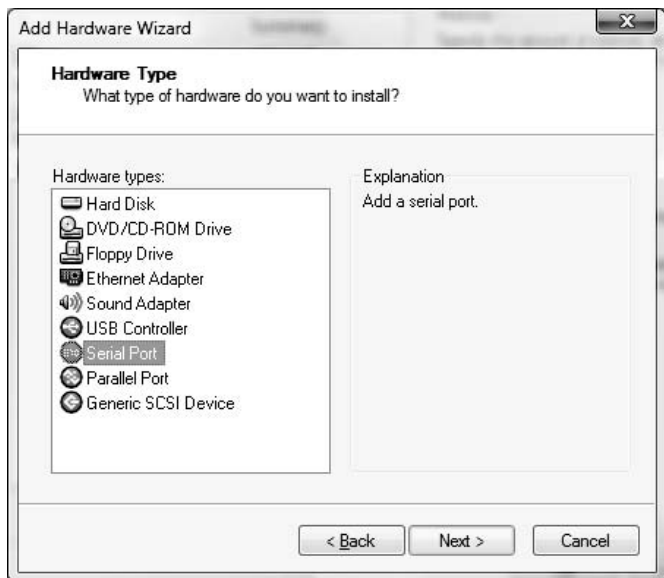 Add Hardware Wizard
Hardware Type
What type of hardware do you want to install?
Hardware types:
Hard Disk
DVD/CD-ROM Drive
Floppy Drive
Ethernet Adapter
Sound Adapter
USB Controller
Serial Port
Parallel Port
Generic SCSI Device
Explanation
Add a serial port.
< Back
Next >
Cancel